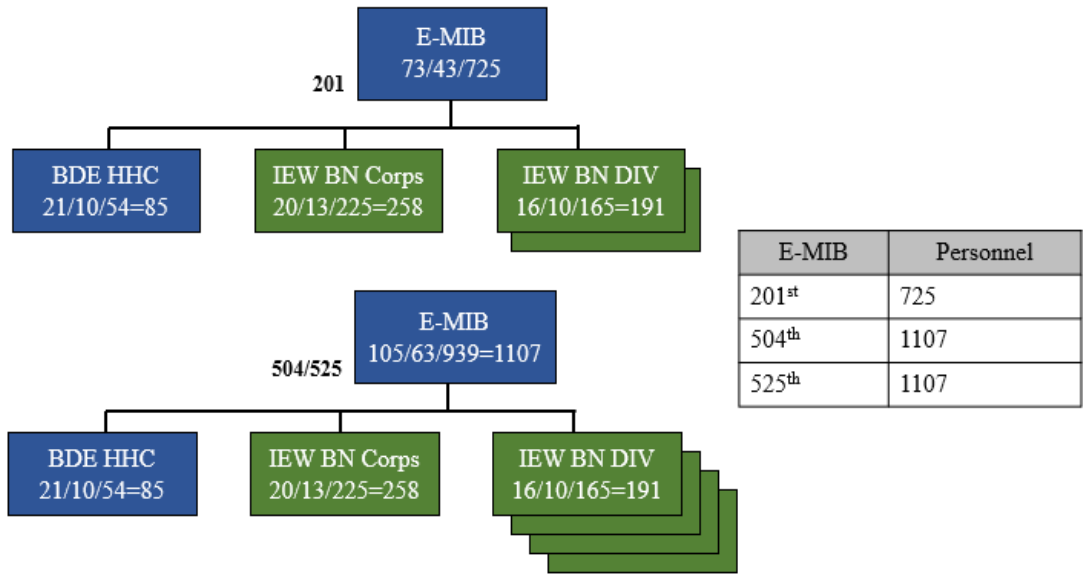 E-MIB
73/43/725
201
BDE HHC
21/10/54=85
IEW BN Corps
20/13/225=258
IEW BN DIV
16/10/165=191
E-MIB
105/63/939=1107
504/525
BDE HHC
21/10/54=85
IEW BN Corps
20/13/225=258
IEW BN DIV
16/10/165=191
E-MIB Personnel
201st 725
504th 1107
525th 1107